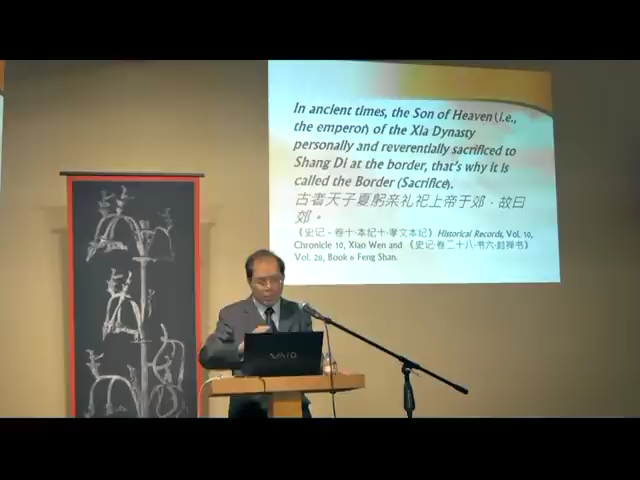 In ancient times, the Son of Heaven (i.e.,
the emperor) of the Xia Dynasty
personally and reverentially sacrificed to
Shang Di at the border, that's why it is
called the Border (Sacrifice).
古者天子夏躬亲礼祀上帝于郊，故曰
郊。
《史记·卷十·本纪十·孝文本记》Historical Records, Vol. 10,
Chronicle 10, Xiao Wen and 《史记·卷二十八·书六·封禅书》
Vol. 28, Book 6 Feng Shan.
VAIO